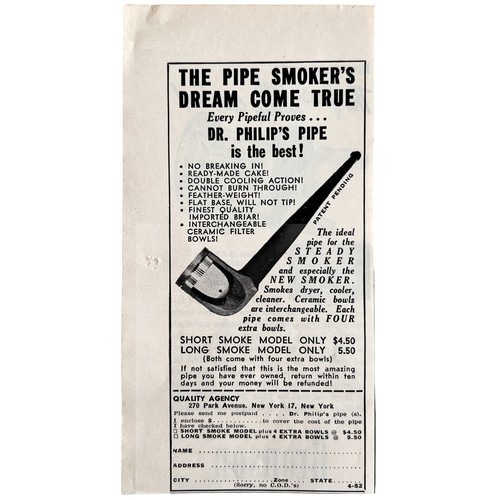 THE PIPE SMOKER'S
DREAM COME TRUE
Every Pipeful Proves . . .
DR. PHILIP'S PIPE
is the best!
• NO BREAKING IN!
• READY-MADE CAKE!
• DOUBLE COOLING ACTION!
• CANNOT BURN THROUGH!
• FEATHER-WEIGHT!
• FLAT BASE, WILL NOT TIP!
• FINEST QUALITY
IMPORTED BRIAR!
• INTERCHANGEABLE
CERAMIC FILTER
BOWLS!
PATENT PENDING
The ideal
pipe for the
STEADY
SMOKER
and especially the
NEW SMOKER.
Smokes dryer, cooler,
cleaner. Ceramic bowls
are interchangeable. Each
pipe comes with FOUR
extra bowls.
SHORT SMOKE MODEL ONLY $4.50
LONG SMOKE MODEL ONLY 5.50
(Both come with four extra bowls)
If not satisfied that this is the most amazing
pipe you have ever owned, return within ten
days and your money will be refunded!
QUALITY AGENCY
270 Park Avenue, New York 17, New York
Please send me postpaid . . . . Dr. Philip's pipe (s).
I enclose $........... to cover the cost of the pipe
I have checked below.
□ SHORT SMOKE MODEL plus 4 EXTRA BOWLS @ $4.50
□ LONG SMOKE MODEL plus 4 EXTRA BOWLS @ 5.50
NAME
ADDRESS
CITY Zone STATE
(Sorry, no C.O.D.'s) 4-52